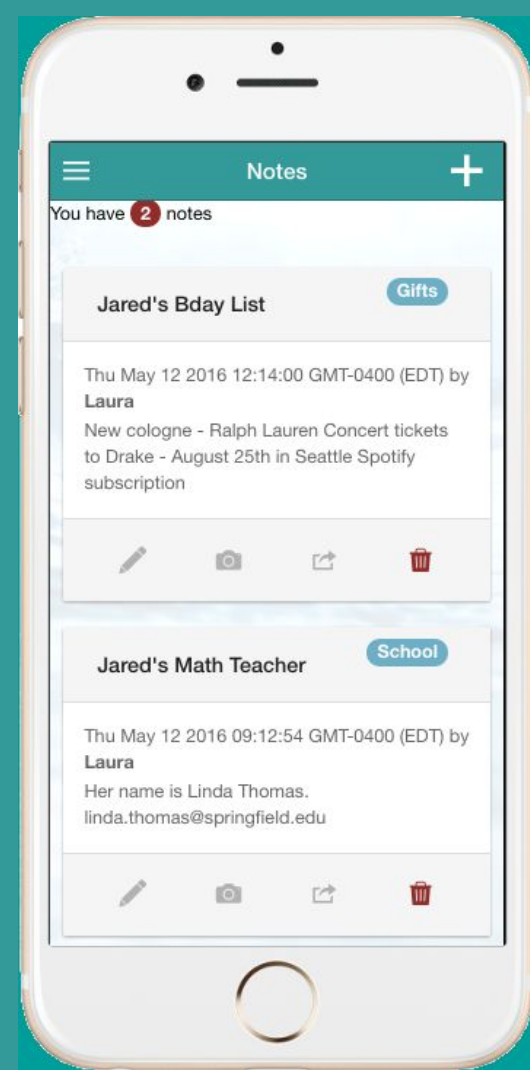 Notes
You have 2 notes
Jared's Bday List
Gifts
Thu May 12 2016 12:14:00 GMT-0400 (EDT) by
Laura
New cologne - Ralph Lauren Concert tickets
to Drake - August 25th in Seattle Spotify
subscription
Jared's Math Teacher
School
Thu May 12 2016 09:12:54 GMT-0400 (EDT) by
Laura
Her name is Linda Thomas.
linda.thomas@springfield.edu